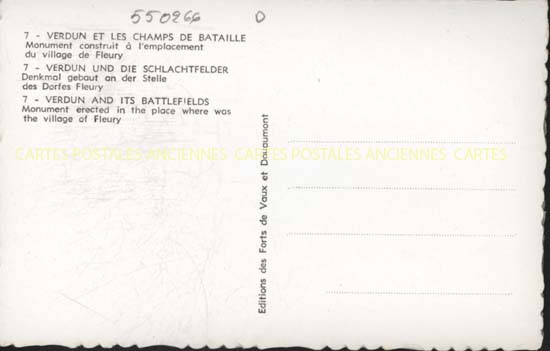 550266 D
7 - VERDUN ET LES CHAMPS DE BATAILLE
Monument construit à l'emplacement
du village de Fleury
7 - VERDUN UND DIE SCHLACHTFELDER
Denkmal gebaut an der Stelle
des Dorfes Fleury
7 - VERDUN AND ITS BATTLEFIELDS
Monument erected in the place where was
the village of Fleury
CARTES POSTALES ANCIENNES CARTES POSTALES ANCIENNES CARTES
Editions des Forts de Vaux et Douaumont